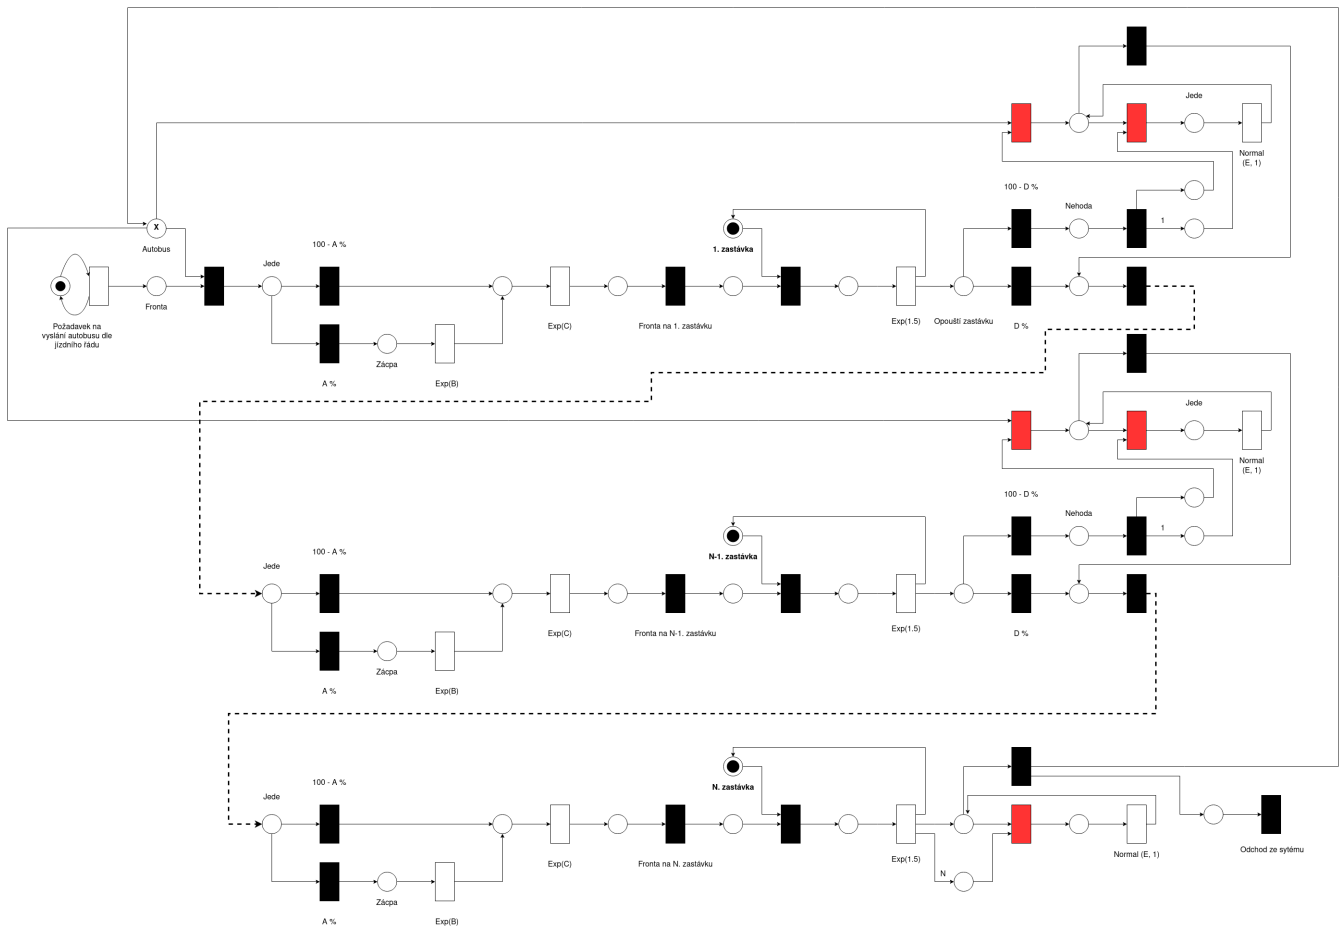 Jede
Normal
(E, 1)
100 - D %
Nehoda
1
X
Autobus
100 - A %
Jede
1. zastávka
Fronta
Požadavek na
vyslání autobusu dle
jízdního řádu
Exp(C)
Fronta na 1. zastávku
Exp(1.5)
Opouští zastávku
D %
Zácpa
A %
Exp(B)
Jede
Normal
(E, 1)
100 - D %
Nehoda
1
100 - A %
Jede
N-1. zastávka
Exp(C)
Fronta na N-1. zastávku
Exp(1.5)
D %
Zácpa
A %
Exp(B)
100 - A %
Jede
N. zastávka
Exp(C)
Fronta na N. zastávku
Exp(1.5)
Normal (E, 1)
Odchod ze sytému
N
Zácpa
A %
Exp(B)